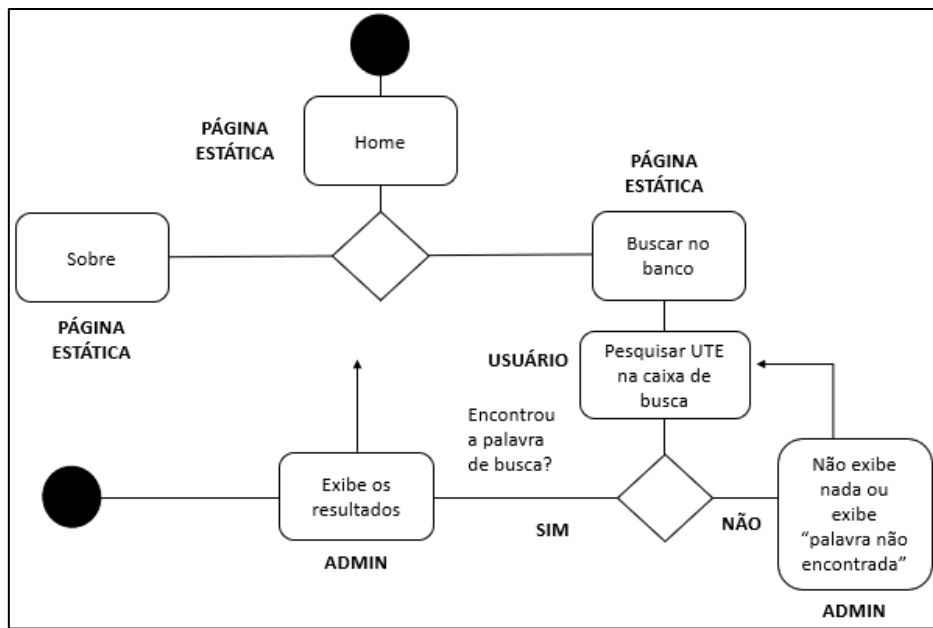 PÁGINA
ESTÁTICA
Home
PÁGINA
ESTÁTICA
Sobre
Buscar no
banco
PÁGINA
ESTÁTICA
USUÁRIO
Pesquisar UTE
na caixa de
busca
Encontrou
a palavra
de busca?
Exibe os
resultados
SIM
NÃO
Não exibe
nada ou
exibe
“palavra não
encontrada”
ADMIN
ADMIN